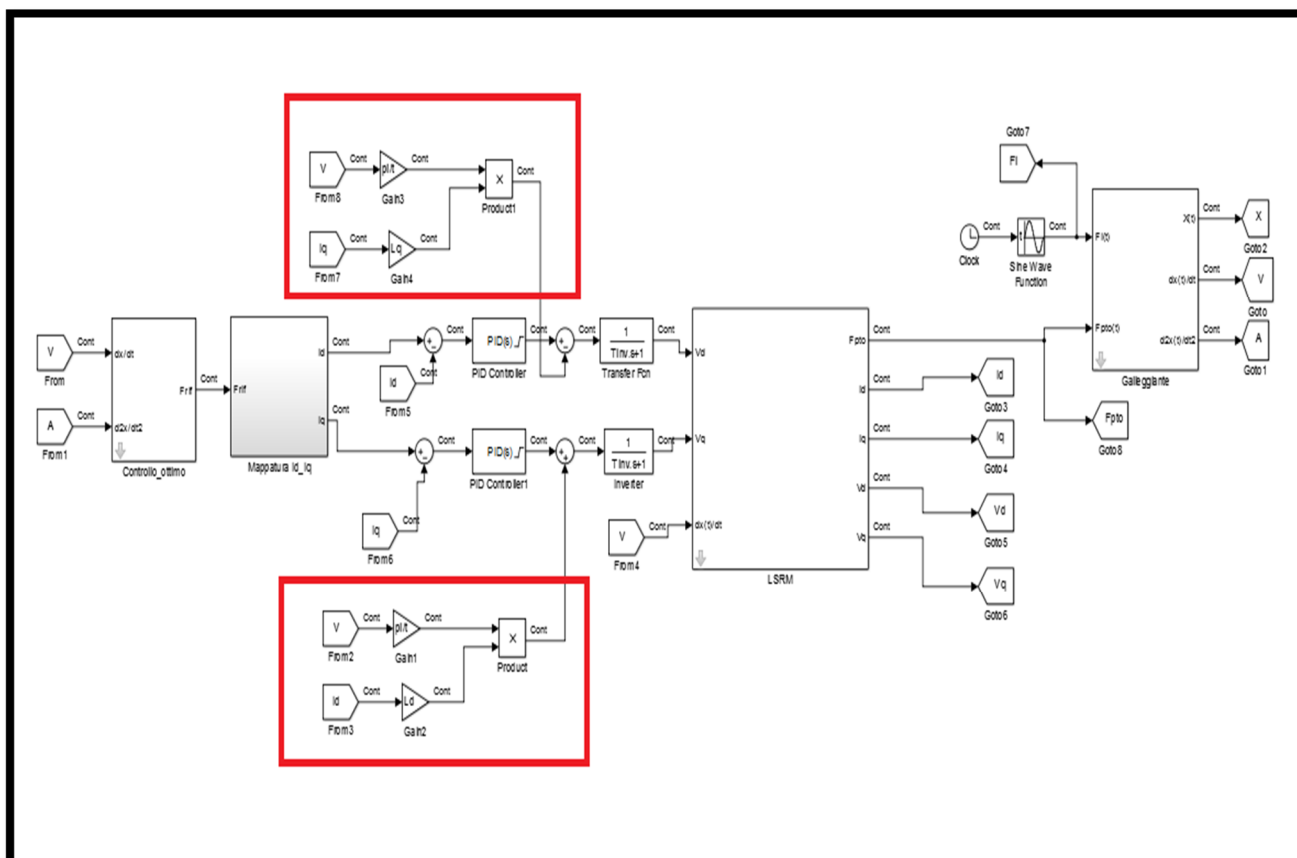 V
Cont
From8
pi/t
Cont
Gain3
X
Cont
Product1
Iq
Cont
From7
Lq
Cont
Gain4
V
Cont
From
A
Cont
From1
dx/dt
d2x/dt2
Frif
Cont
Controllo_ottimo
Frif
Id
Iq
Mappatura Id_Iq
Cont
Cont
Id
Cont
From5
Cont
PID(s)
PID Controller
Cont
Cont
1
Tinv.s+1
Transfer Fcn
Cont
Iq
Cont
From6
Cont
PID(s)
PID Controller1
Cont
Cont
1
Tinv.s+1
Inverter
Cont
V
Cont
From4
V
Cont
From2
pi/t
Cont
Gain1
X
Cont
Product
Id
Cont
From3
Ld
Cont
Gain2
Vd
Vq
dx(t)/dt
Fpto
Id
Iq
Vd
Vq
LSRM
Cont
Cont
Id
Goto3
Cont
Iq
Goto4
Cont
Vd
Goto5
Cont
Vq
Goto6
Fpto
Goto8
Goto7
FI
Clock
Cont
t
Sine Wave
Function
Cont
FI(t)
Fpto(t)
X(t)
dx(t)/dt
d2x(t)/dt2
Galleggiante
Cont
X
Goto2
Cont
V
Goto
Cont
A
Goto1